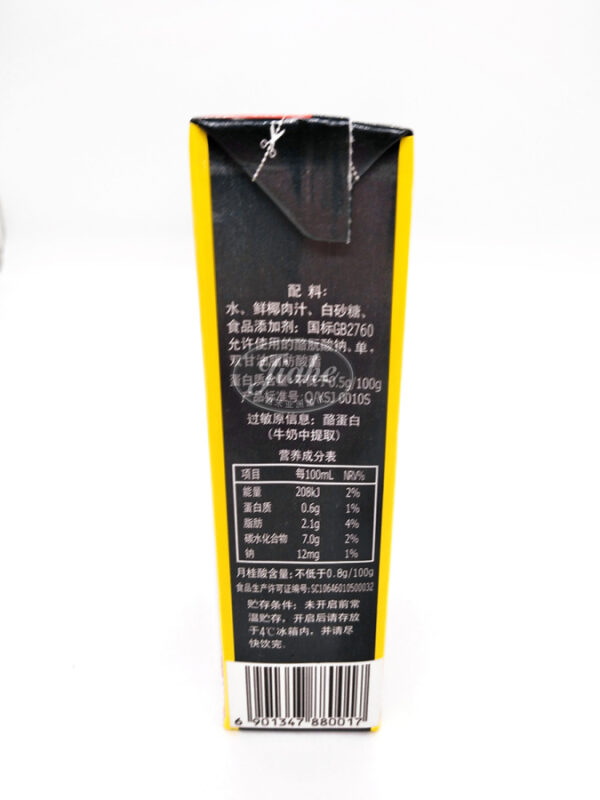 配料:
水、鲜椰肉汁、白砂糖、
食品添加剂:国标GB2760
允许使用的酪朊酸钠、单,
双甘油脂肪酸酯
Jiahe
蛋白质含量:不低于0.5g/100g
产品标准号:Q/YSJ 0010S
过敏原信息:酪蛋白
(牛奶中提取)
营养成分表
项目 每100mL NRV%
能量 208kJ 2%
蛋白质 0.6g 1%
脂肪 2.1g 4%
碳水化合物 7.0g 2%
钠 12mg 1%
月桂酸含量:不低于0.8g/100g
食品生产许可证编号:SC10646010500032
贮存条件:未开启前常
温贮存,开启后请存放
于4℃冰箱内,并请尽
快饮完.
6 901347 880017